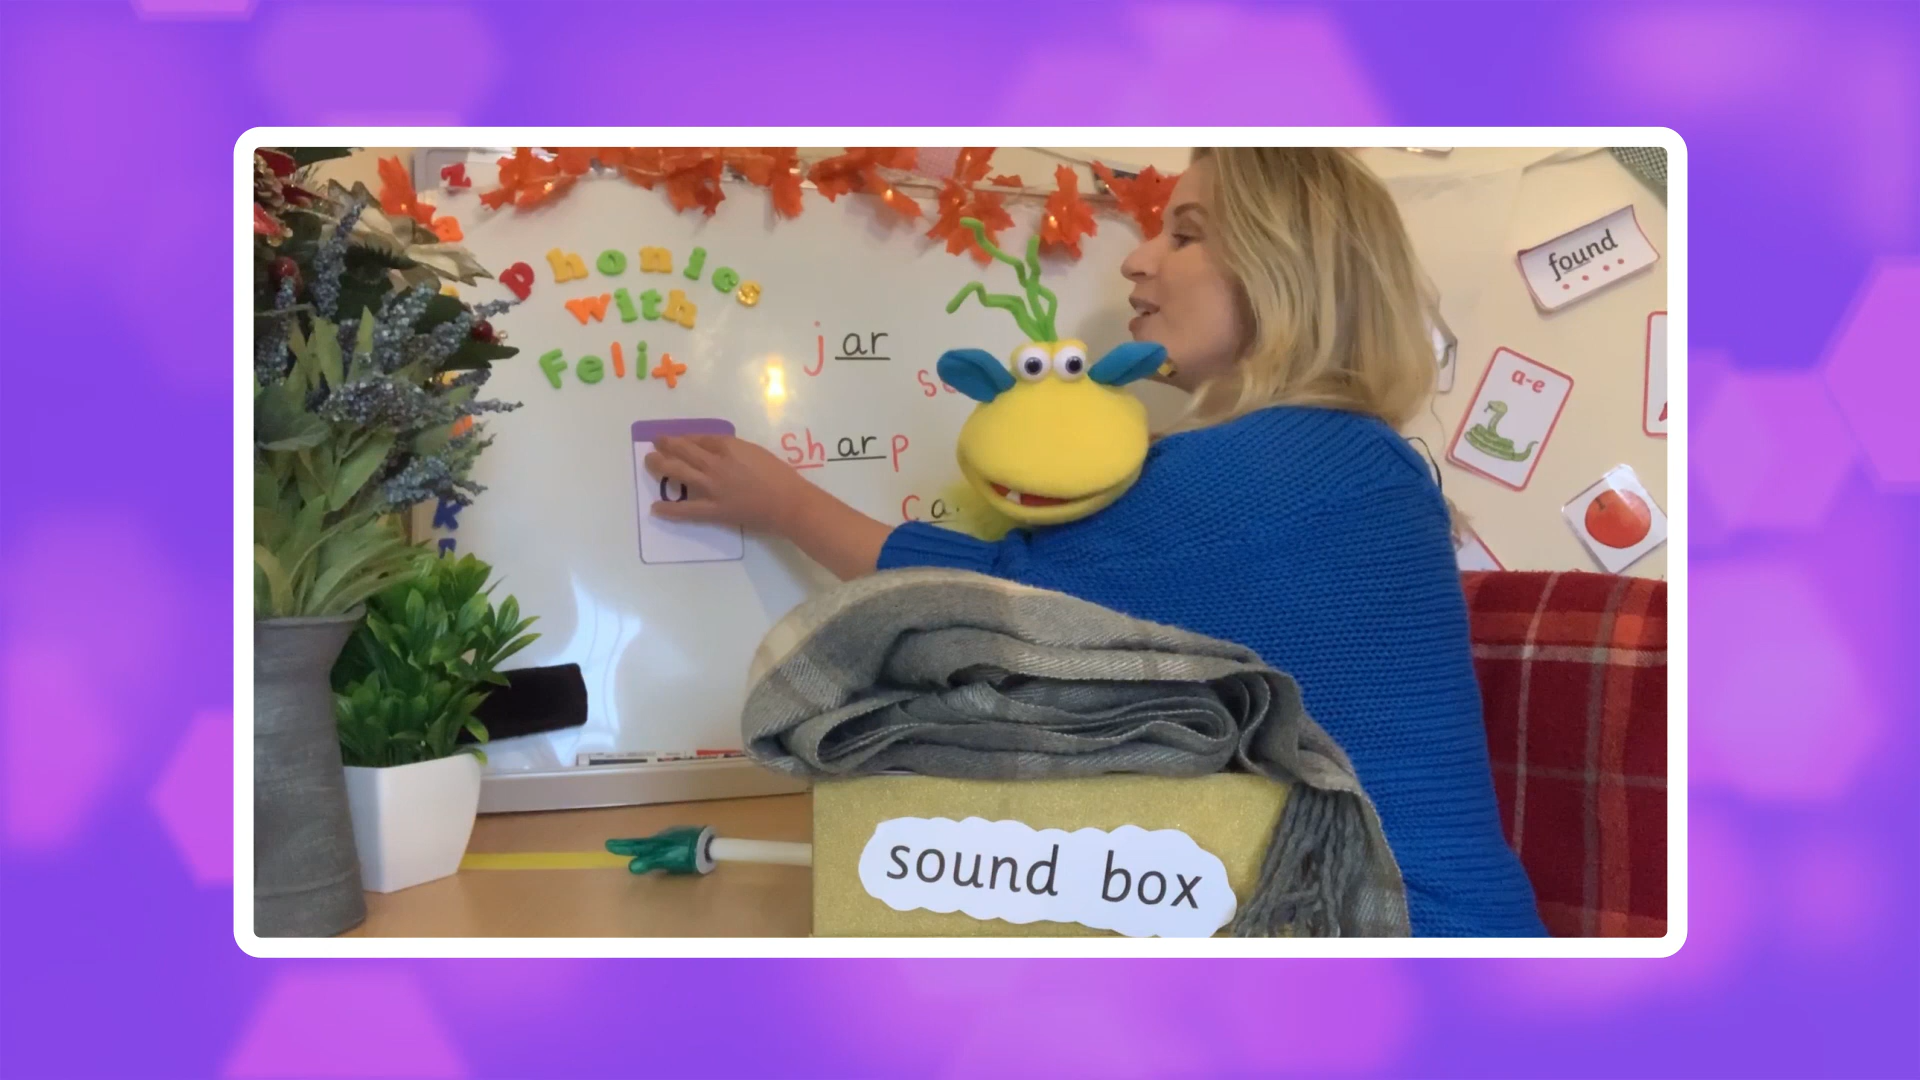 phonics
with
Felix
jar
sharp
found
a-e
sound box